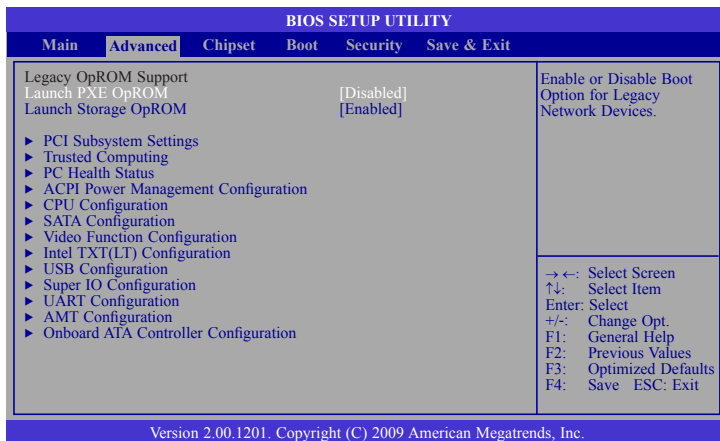 BIOS SETUP UTILITY
Main Advanced Chipset Boot Security Save & Exit
Legacy OpROM Support
Launch PXE OpROM [Disabled]
Launch Storage OpROM [Enabled]
► PCI Subsystem Settings
► Trusted Computing
► PC Health Status
► ACPI Power Management Configuration
► CPU Configuration
► SATA Configuration
► Video Function Configuration
► Intel TXT(LT) Configuration
► USB Configuration
► Super IO Configuration
► UART Configuration
► AMT Configuration
► Onboard ATA Controller Configuration
Enable or Disable Boot
Option for Legacy
Network Devices.
→←: Select Screen
↑↓: Select Item
Enter: Select
+/-: Change Opt.
F1: General Help
F2: Previous Values
F3: Optimized Defaults
F4: Save ESC: Exit
Version 2.00.1201. Copyright (C) 2009 American Megatrends, Inc.